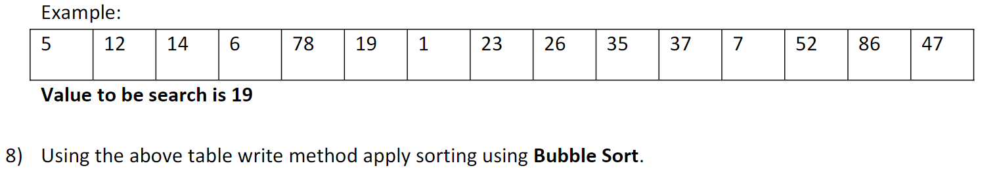 Example:
5 12 14 6 78 19 1 23 26 35 37 7 52 86 47
Value to be search is 19
8) Using the above table write method apply sorting using Bubble Sort.